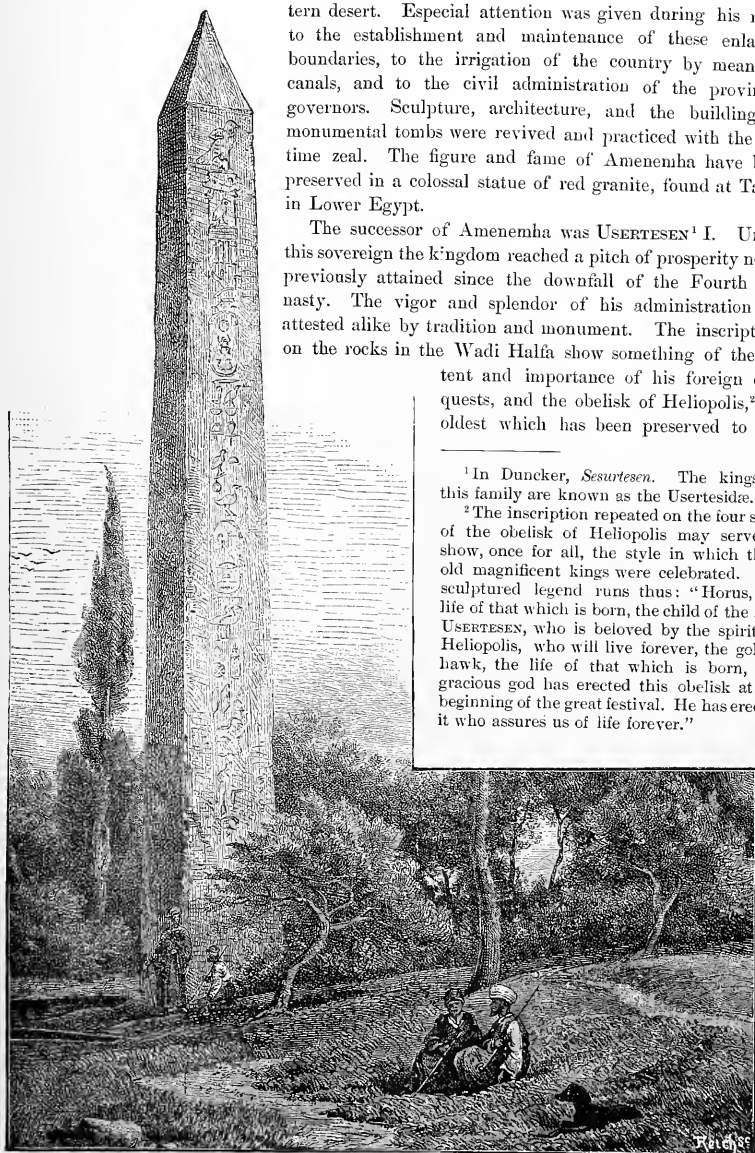 tern desert. Especial attention was given during his
to the establishment and maintenance of these enla
boundaries, to the irrigation of the country by mean
canals, and to the civil administration of the provi
governors. Sculpture, architecture, and the building
monumental tombs were revived and practiced with the
time zeal. The figure and fame of Amenemha have
preserved in a colossal statue of red granite, found at Ta
in Lower Egypt.
The successor of Amenemha was USERTESEN¹ I. U
this sovereign the kingdom reached a pitch of prosperity n
previously attained since the downfall of the Fourth
nasty. The vigor and splendor of his administration
attested alike by tradition and monument. The inscript
on the rocks in the Wadi Halfa show something of the
tent and importance of his foreign
quests, and the obelisk of Heliopolis,²
oldest which has been preserved to
¹ In Duncker, Sesurtesen. The kings
this family are known as the Usertesidæ.
² The inscription repeated on the four s
of the obelisk of Heliopolis may serve
show, once for all, the style in which th
old magnificent kings were celebrated.
sculptured legend runs thus: “Horus,
life of that which is born, the child of the
USERTESEN, who is beloved by the spirit
Heliopolis, who will live forever, the gol
hawk, the life of that which is born,
gracious god has erected this obelisk at
beginning of the great festival. He has erec
it who assures us of life forever.”